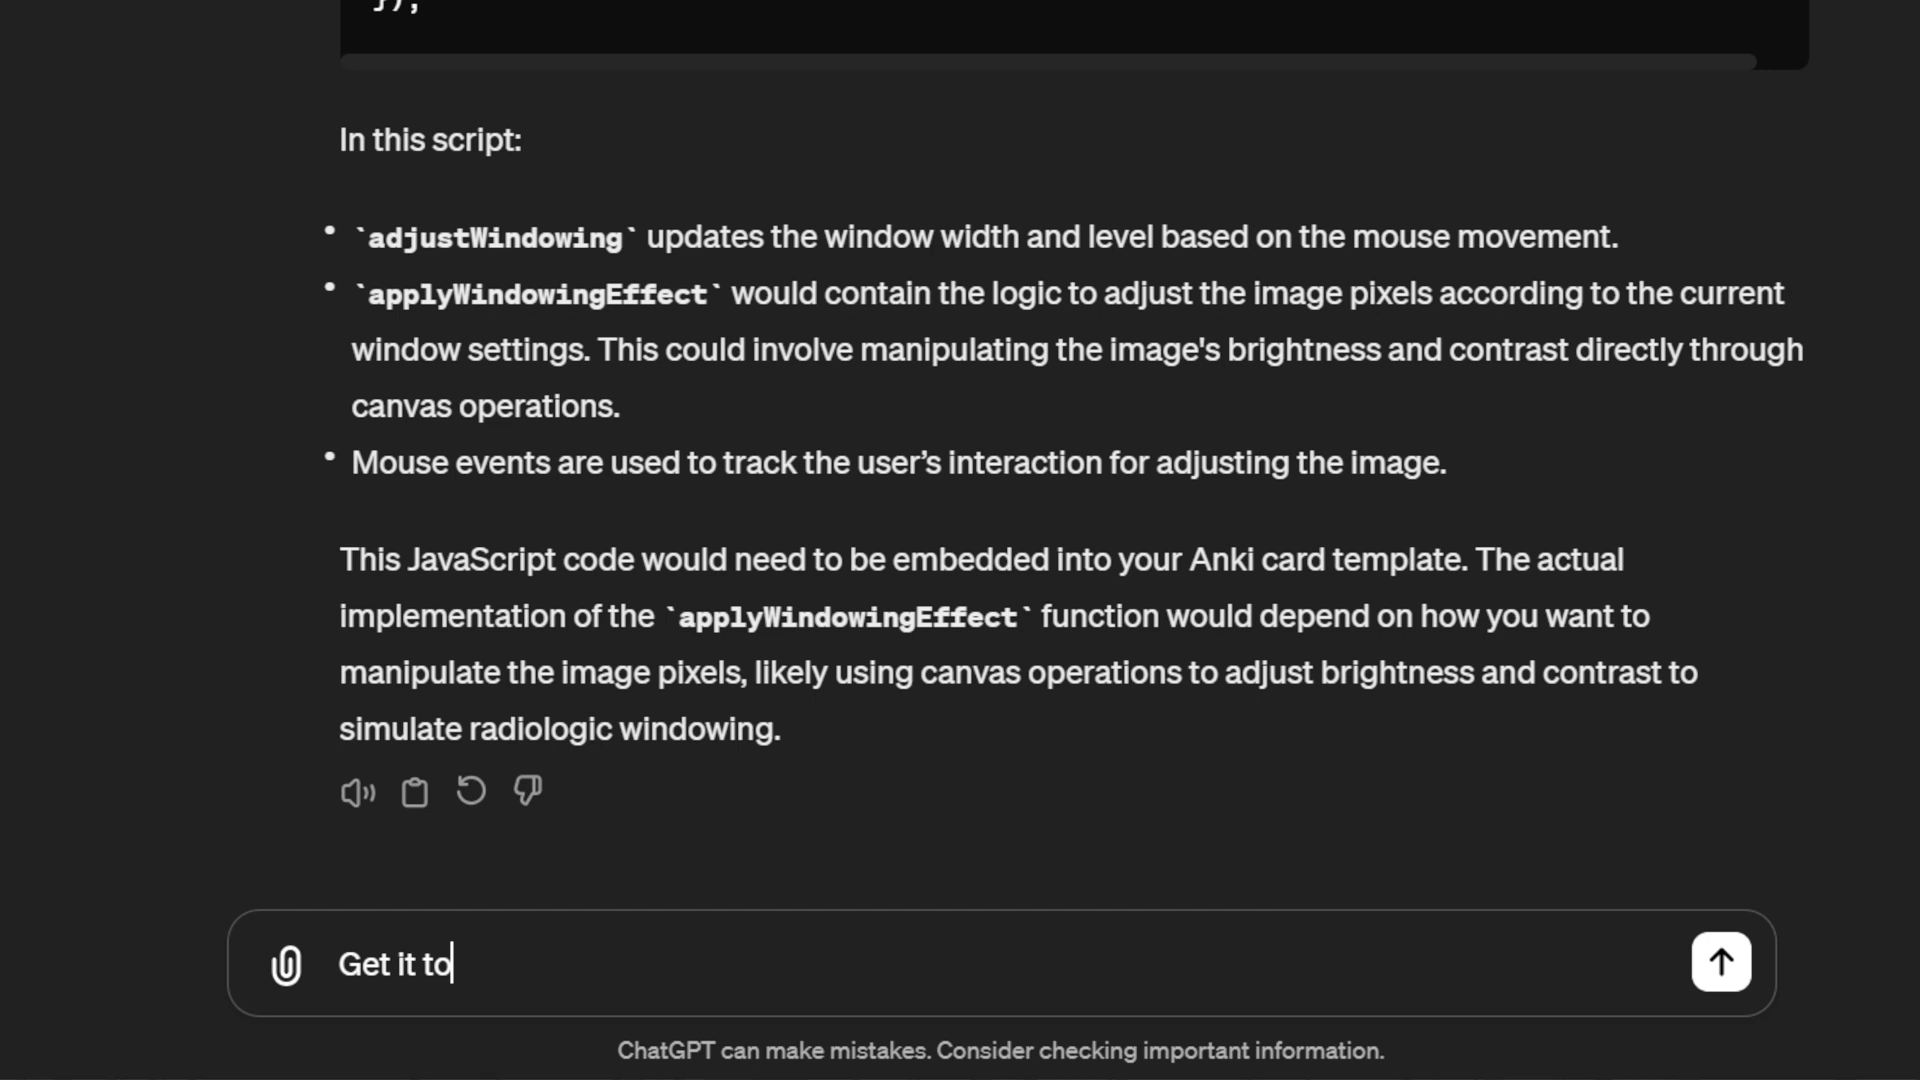 });
In this script:
• `adjustWindowing` updates the window width and level based on the mouse movement.
• `applyWindowingEffect` would contain the logic to adjust the image pixels according to the current
window settings. This could involve manipulating the image's brightness and contrast directly through
canvas operations.
• Mouse events are used to track the user’s interaction for adjusting the image.
This JavaScript code would need to be embedded into your Anki card template. The actual
implementation of the `applyWindowingEffect` function would depend on how you want to
manipulate the image pixels, likely using canvas operations to adjust brightness and contrast to
simulate radiologic windowing.
Get it to
ChatGPT can make mistakes. Consider checking important information.